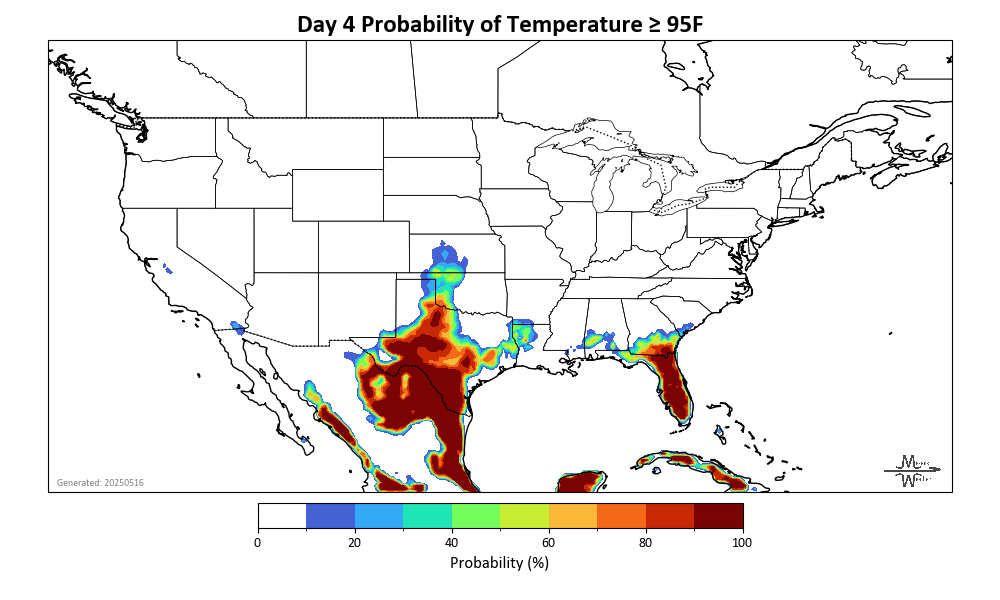 Day 4 Probability of Temperature ≥ 95F
Generated: 20250516
0 20 40 60 80 100
Probability (%)